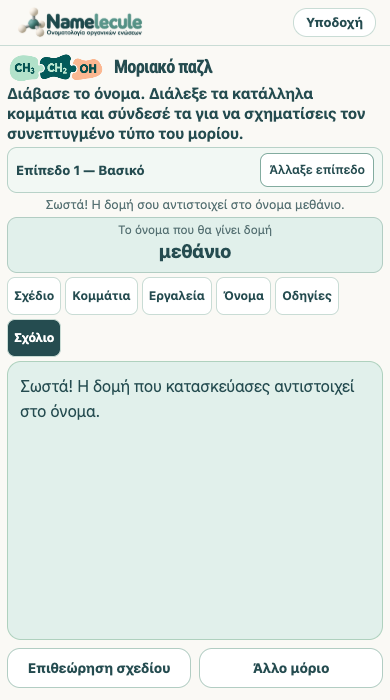 Namelecule
Ονοματολογία οργανικών ενώσεων
Υποδοχή
CH₃ CH₂ OH Μοριακό παζλ
Διάβασε το όνομα. Διάλεξε τα κατάλληλα
κομμάτια και σύνδεσέ τα για να σχηματίσεις τον
συνεπτυγμένο τύπο του μορίου.
Επίπεδο 1 — Βασικό
Άλλαξε επίπεδο
Σωστά! Η δομή σου αντιστοιχεί στο όνομα μεθάνιο.
Το όνομα που θα γίνει δομή
μεθάνιο
Σχέδιο Κομμάτια Εργαλεία Όνομα Οδηγίες
Σχόλιο
Σωστά! Η δομή που κατασκεύασες αντιστοιχεί
στο όνομα.
Επιθεώρηση σχεδίου Άλλο μόριο